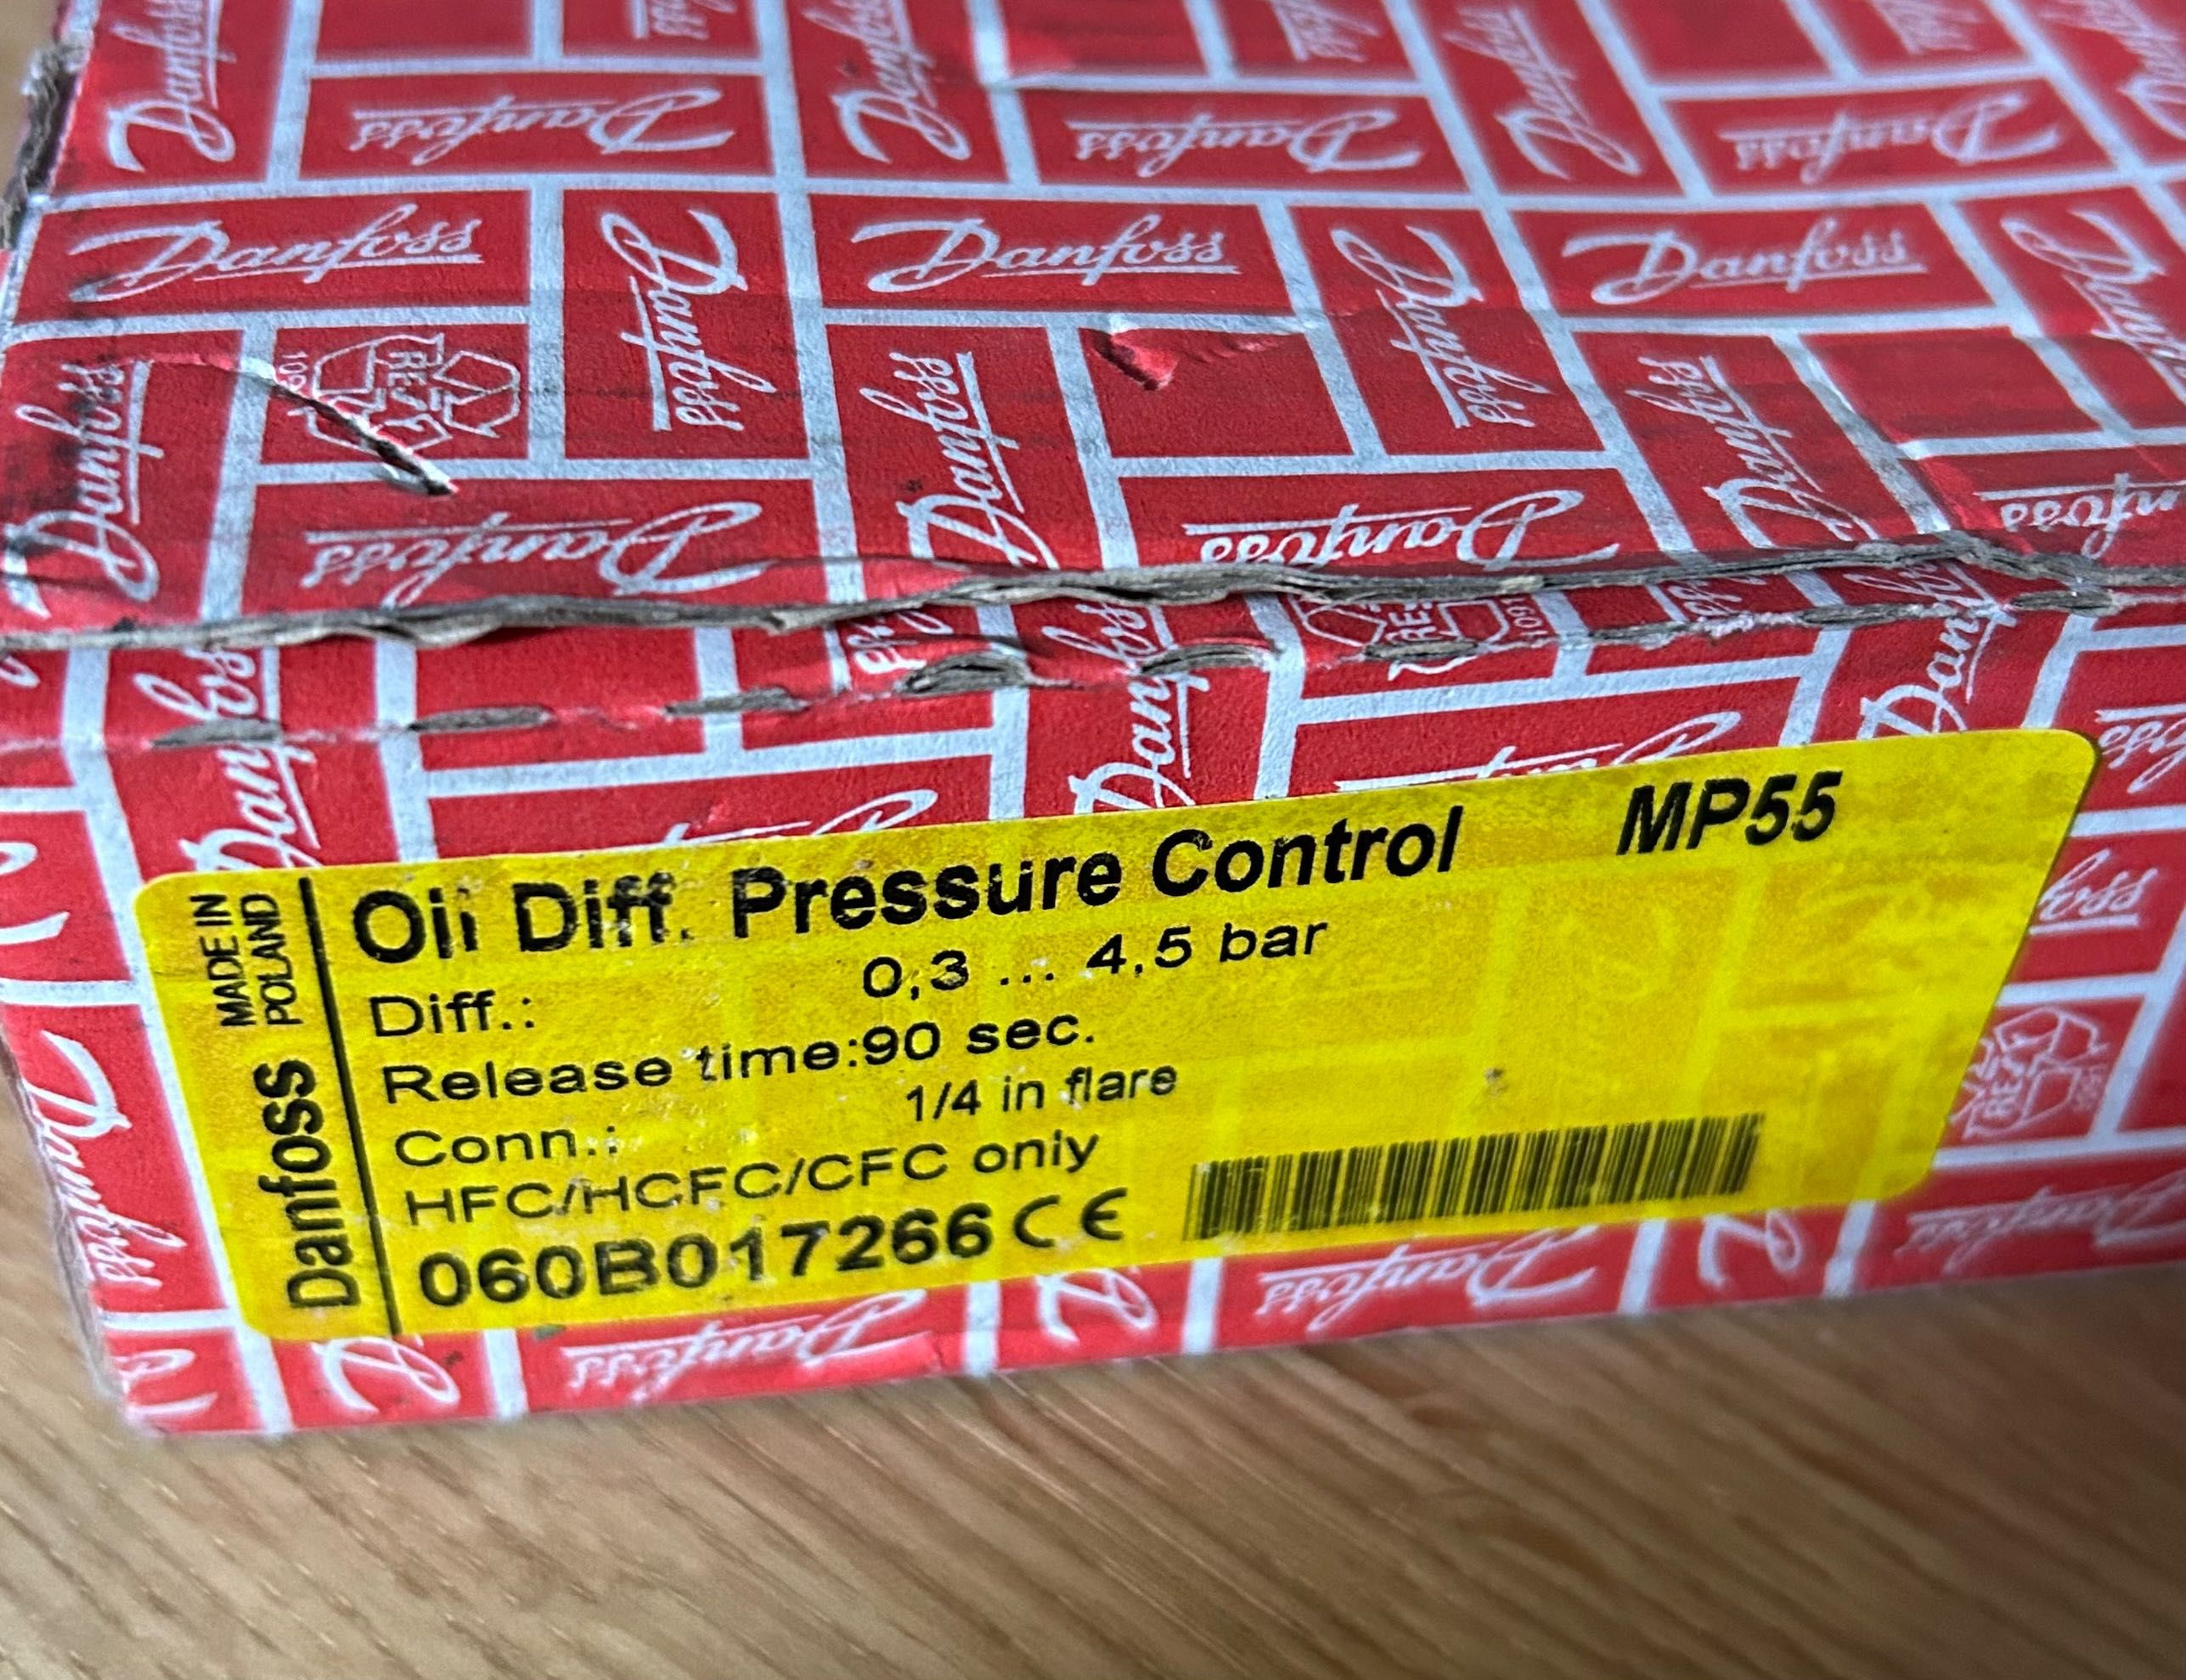 Danfoss
MADE IN
POLAND
Danfoss
Oil Diff. Pressure Control MP55
Diff.: 0,3 ... 4,5 bar
Release time:90 sec.
Conn.: 1/4 in flare
HFC/HCFC/CFC only
060B017266 CE